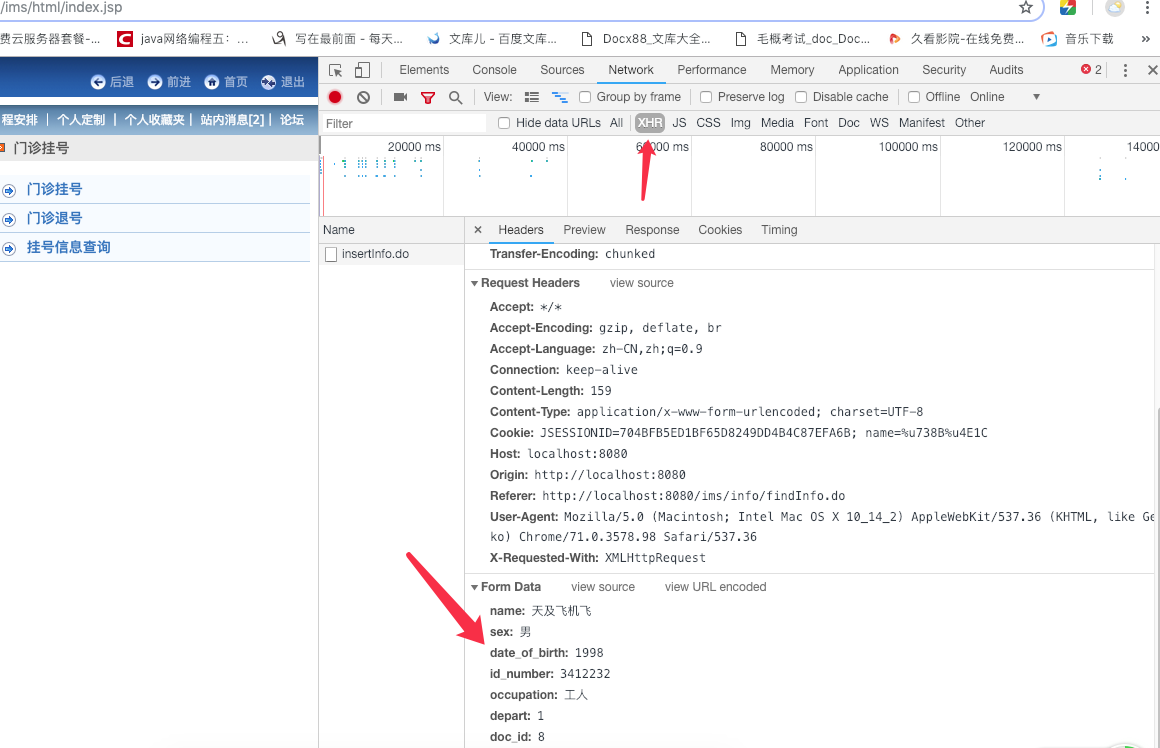 /ims/html/index.jsp
费云服务器套餐-... java网络编程五：... 写在最前面 - 每天... 文库儿 - 百度文库... Docx88_文库大全... 毛概考试_doc_Doc... 久看影院-在线免费... 音乐下载 »
后退 前进 首页 退出
程安排 | 个人定制 | 个人收藏夹 | 站内消息[2] | 论坛
门诊挂号
门诊挂号
门诊退号
挂号信息查询
Elements Console Sources Network Performance Memory Application Security Audits 2
View: Group by frame Preserve log Disable cache Offline Online
Filter Hide data URLs All XHR JS CSS Img Media Font Doc WS Manifest Other
20000 ms 40000 ms 60000 ms 80000 ms 100000 ms 120000 ms 14000
Name × Headers Preview Response Cookies Timing
insertInfo.do
Transfer-Encoding: chunked
Request Headers view source
Accept: */*
Accept-Encoding: gzip, deflate, br
Accept-Language: zh-CN,zh;q=0.9
Connection: keep-alive
Content-Length: 159
Content-Type: application/x-www-form-urlencoded; charset=UTF-8
Cookie: JSESSIONID=704BFB5ED1BF65D8249DD4B4C87EFA6B; name=%u738B%u4E1C
Host: localhost:8080
Origin: http://localhost:8080
Referer: http://localhost:8080/ims/info/findInfo.do
User-Agent: Mozilla/5.0 (Macintosh; Intel Mac OS X 10_14_2) AppleWebKit/537.36 (KHTML, like Ge
ko) Chrome/71.0.3578.98 Safari/537.36
X-Requested-With: XMLHttpRequest
Form Data view source view URL encoded
name: 天及飞机飞
sex: 男
date_of_birth: 1998
id_number: 3412232
occupation: 工人
depart: 1
doc_id: 8